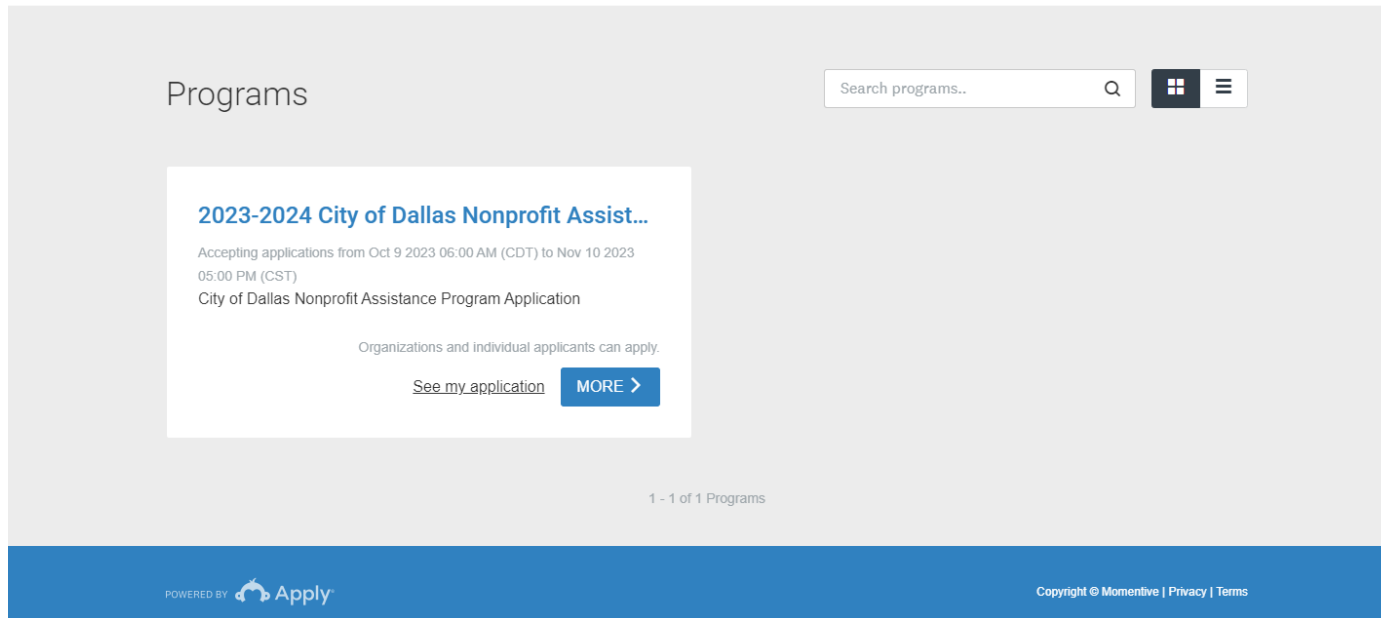 Programs
Search programs..
2023-2024 City of Dallas Nonprofit Assist...
Accepting applications from Oct 9 2023 06:00 AM (CDT) to Nov 10 2023
05:00 PM (CST)
City of Dallas Nonprofit Assistance Program Application
Organizations and individual applicants can apply.
See my application
MORE
1 - 1 of 1 Programs
POWERED BY Apply
Copyright © Momentive | Privacy | Terms